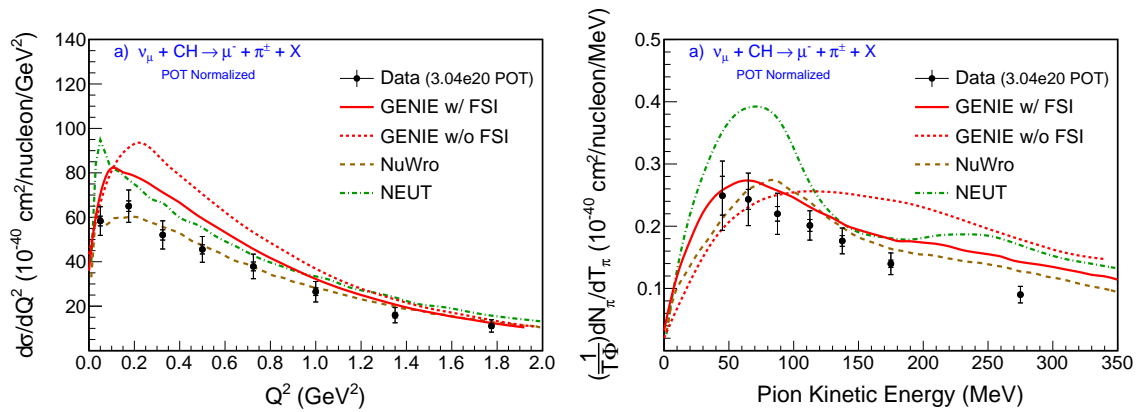 dσ/dQ² (10⁻⁴⁰ cm²/nucleon/GeV²)
140
120
100
80
60
40
20
a) νμ + CH → μ⁻ + π± + X
POT Normalized
Data (3.04e20 POT)
GENIE w/ FSI
GENIE w/o FSI
NuWro
NEUT
0.0 0.2 0.4 0.6 0.8 1.0 1.2 1.4 1.6 1.8 2.0
Q² (GeV²)
(1/TΦ)dNπ/dTπ (10⁻⁴⁰ cm²/nucleon/MeV)
0.5
0.4
0.3
0.2
0.1
a) νμ + CH → μ⁻ + π± + X
POT Normalized
Data (3.04e20 POT)
GENIE w/ FSI
GENIE w/o FSI
NuWro
NEUT
0 50 100 150 200 250 300 350
Pion Kinetic Energy (MeV)